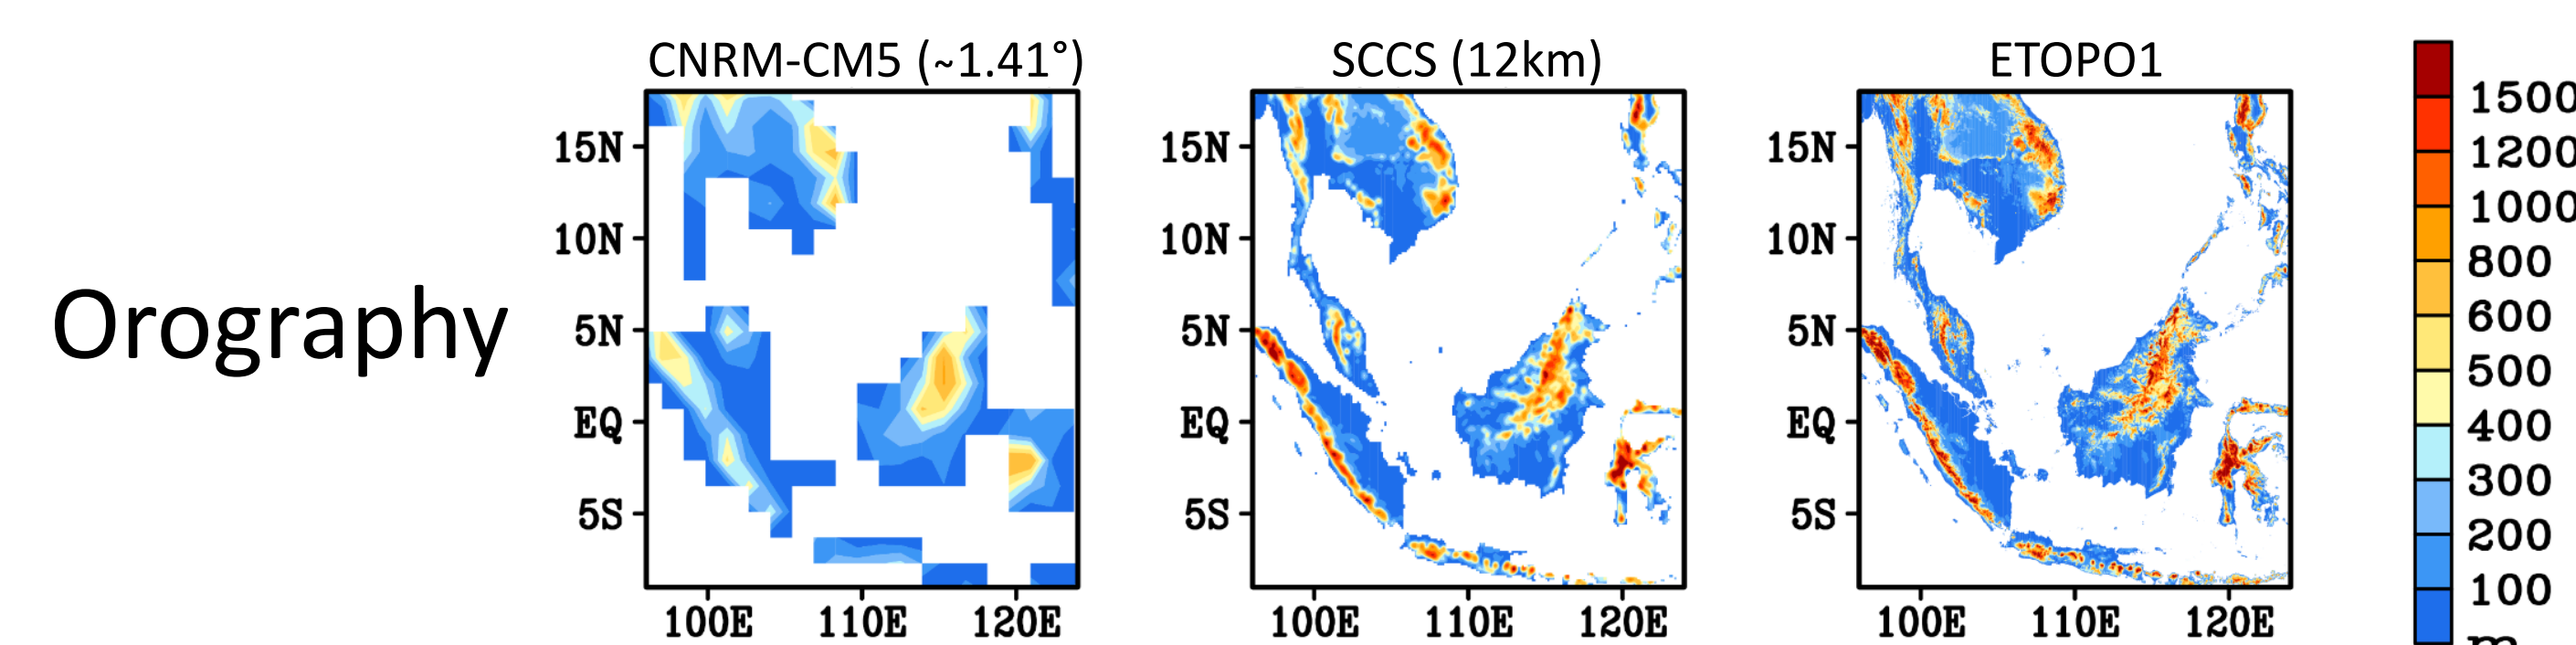 CNRM-CM5 (~1.41°)
SCCS (12km)
ETOPO1
Orography
15N
10N
5N
EQ
5S
100E
110E
120E
15N
10N
5N
EQ
5S
100E
110E
120E
15N
10N
5N
EQ
5S
100E
110E
120E
1500
1200
1000
800
600
500
400
300
200
100
m